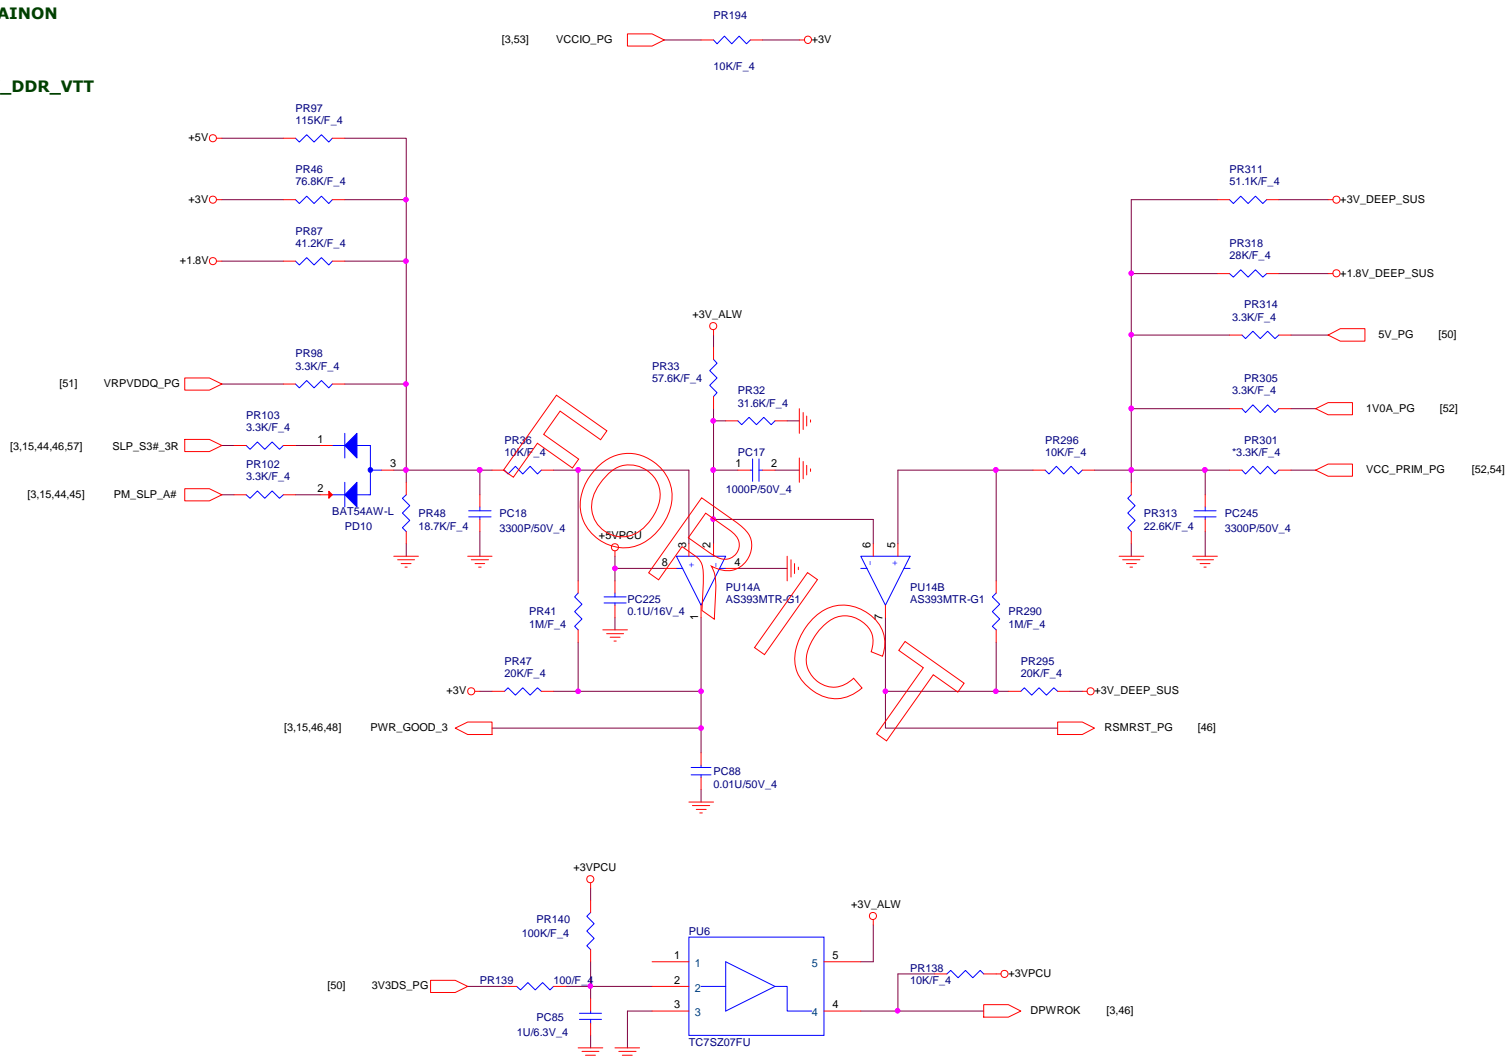 AINON
PR194
[3,53] VCCIO_PG +3V
10K/F_4
_DDR_VTT
PR97
115K/F_4
+5V
PR46
76.8K/F_4
+3V
PR87
41.2K/F_4
+1.8V
PR311
51.1K/F_4
+3V_DEEP_SUS
PR318
28K/F_4
+1.8V_DEEP_SUS
PR314
3.3K/F_4
5V_PG [50]
PR305
3.3K/F_4
1V0A_PG [52]
PR301
*3.3K/F_4
VCC_PRIM_PG [52,54]
PR98
3.3K/F_4
[51] VRPVDDQ_PG
PR103
3.3K/F_4
[3,15,44,46,57] SLP_S3#_3R 1
PR102
3.3K/F_4
[3,15,44,45] PM_SLP_A# 2
3
BAT54AW-L
PD10
PR48
18.7K/F_4
PC18
3300P/50V_4
PR36
10K/F_4
+3V_ALW
PR33
57.6K/F_4
PR32
31.6K/F_4
PC17
1 2
1000P/50V_4
PR296
10K/F_4
PR313
22.6K/F_4
PC245
3300P/50V_4
+5VPCU
8 3 2 4
+ -
PU14A
AS393MTR-G1
1
PC225
0.1U/16V_4
6 5
- +
PU14B
AS393MTR-G1
7
PR41
1M/F_4
PR290
1M/F_4
PR47
20K/F_4
+3V
PR295
20K/F_4
+3V_DEEP_SUS
[3,15,46,48] PWR_GOOD_3
RSMRST_PG [46]
PC88
0.01U/50V_4
FOR ICT
+3VPCU
PR140
100K/F_4
+3V_ALW
PU6
1 1 5 5
[50] 3V3DS_PG PR139 100/F_4 2 2
3 3 4 4
PR138
10K/F_4
+3VPCU
DPWROK [3,46]
PC85
1U/6.3V_4
TC7SZ07FU